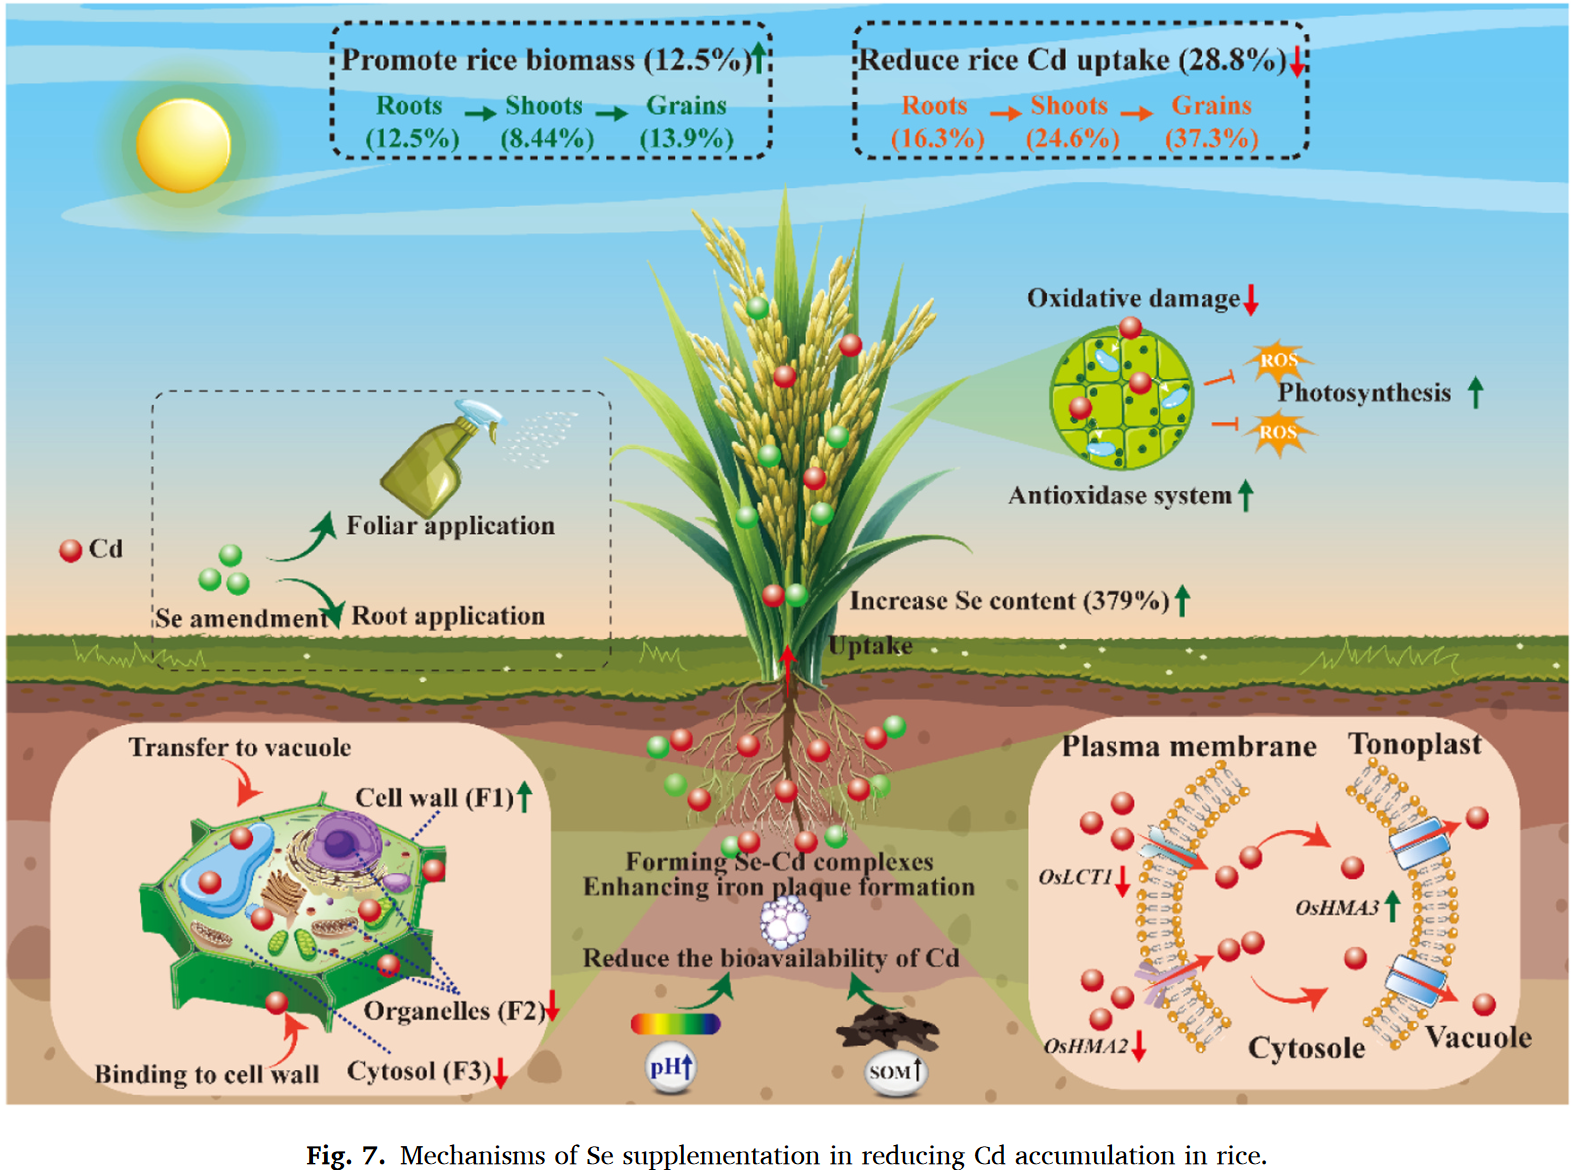 Promote rice biomass (12.5%)
Roots → Shoots → Grains
(12.5%) (8.44%) (13.9%)
Reduce rice Cd uptake (28.8%)
Roots → Shoots → Grains
(16.3%) (24.6%) (37.3%)
Oxidative damage
ROS
Photosynthesis
ROS
Antioxidase system
Foliar application
Cd
Se amendment
Root application
Increase Se content (379%)
Uptake
Transfer to vacuole
Cell wall (F1)
Organelles (F2)
Cytosol (F3)
Binding to cell wall
Forming Se-Cd complexes
Enhancing iron plaque formation
Reduce the bioavailability of Cd
pH↑
SOM↑
Plasma membrane
Tonoplast
OsLCT1
OsHMA3
OsHMA2
Cytosole
Vacuole
Fig. 7. Mechanisms of Se supplementation in reducing Cd accumulation in rice.